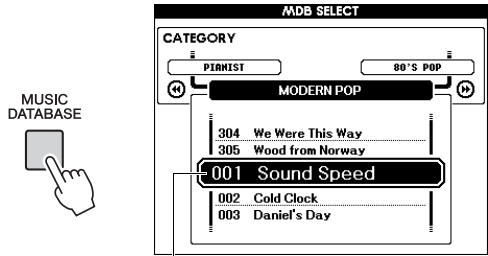 MDB SELECT
CATEGORY
PIANIST
80'S POP
MODERN POP
MUSIC
DATABASE
304 We Were This Way
305 Wood from Norway
001 Sound Speed
002 Cold Clock
003 Daniel's Day